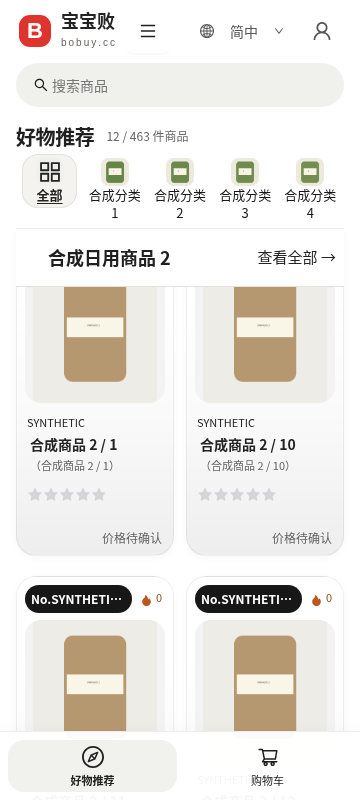 B 宝宝败
bobuy.cc
简中
搜索商品
好物推荐 12 / 463 件商品
全部
合成分类 1
合成分类 2
合成分类 3
合成分类 4
合成日用商品 2 查看全部 →
SYNTHETIC
合成商品 2 / 1
（合成商品 2 / 1）
价格待确认
SYNTHETIC
合成商品 2 / 10
（合成商品 2 / 10）
价格待确认
No.SYNTHETI… 0
No.SYNTHETI… 0
好物推荐
购物车